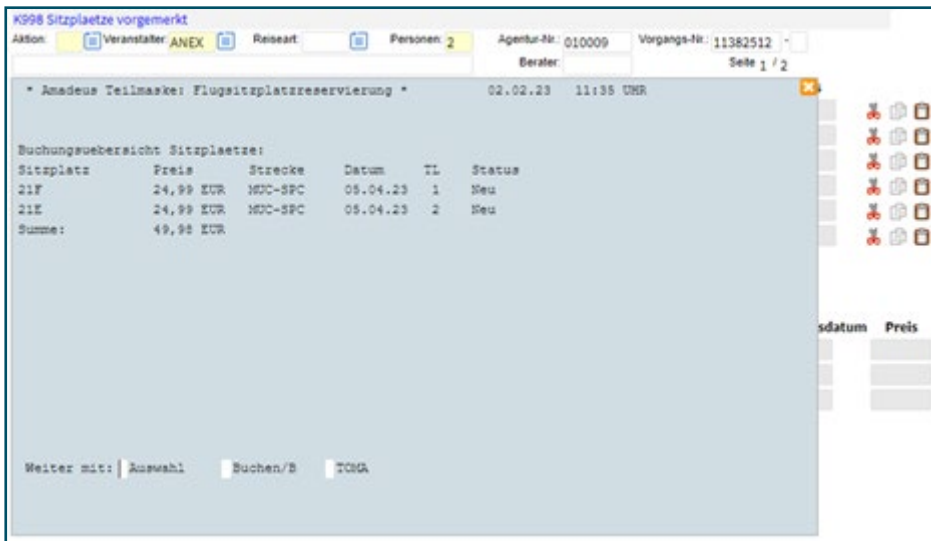 K998 Sitzplaetze vorgemerkt
Aktion: Veranstalter: ANEX Reiseart: Personen: 2 Agentur-Nr.: 010009 Vorgangs-Nr.: 11382512 -
Berater: Seite 1 / 2
* Amadeus Teilmaske: Flugsitzplatzreservierung * 02.02.23 11:35 UHR
Buchungsuebersicht Sitzplaetze:
Sitzplatz Preis Strecke Datum TL Status
21F 24,99 EUR MUC-SPC 05.04.23 1 Neu
21E 24,99 EUR MUC-SPC 05.04.23 2 Neu
Summe: 49,98 EUR
sdatum Preis
Weiter mit: Auswahl Buchen/B TOMA